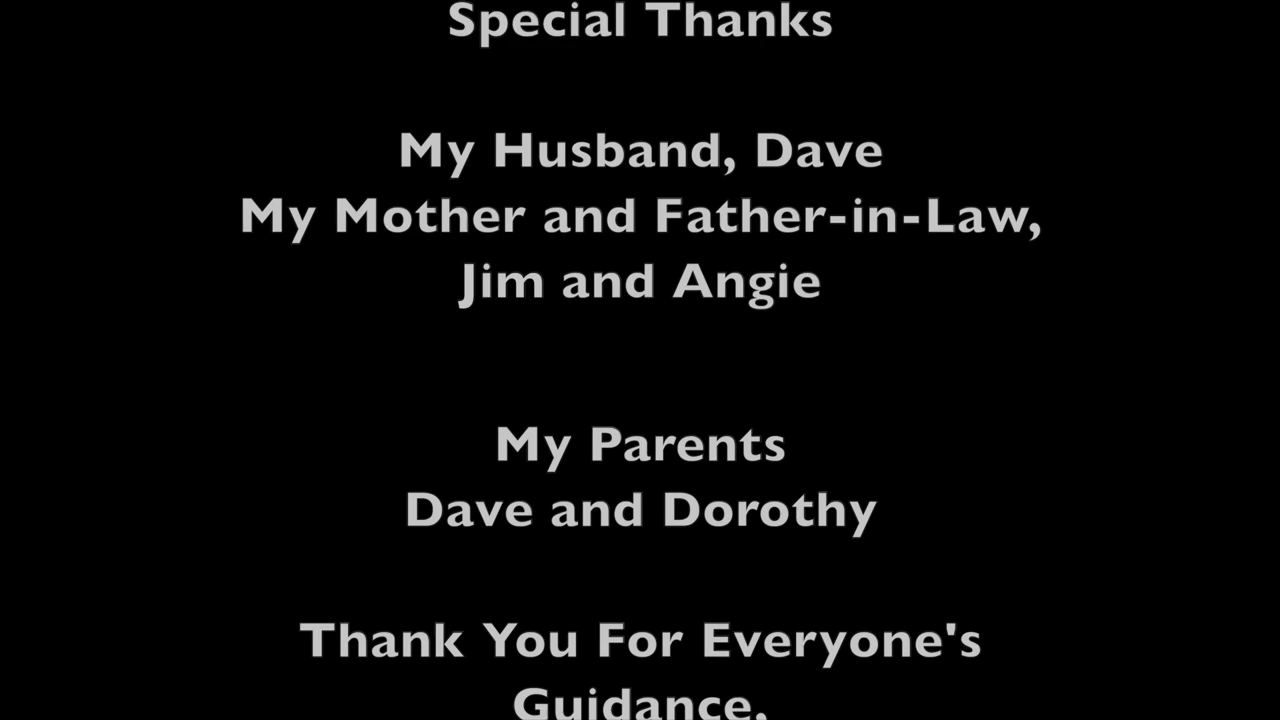 Special Thanks
My Husband, Dave
My Mother and Father-in-Law,
Jim and Angie
My Parents
Dave and Dorothy
Thank You For Everyone's
Guidance,